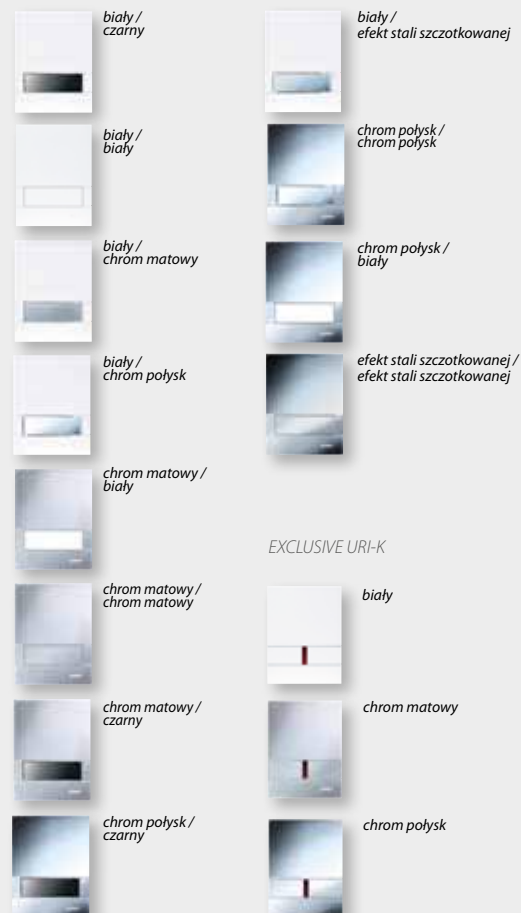 biały /
czarny
biały /
biały
biały /
chrom matowy
biały /
chrom połysk
chrom matowy /
biały
chrom matowy /
chrom matowy
chrom matowy /
czarny
chrom połysk /
czarny
biały /
efekt stali szczotkowanej
chrom połysk /
chrom połysk
chrom połysk /
biały
efekt stali szczotkowanej /
efekt stali szczotkowanej
EXCLUSIVE URI-K
biały
chrom matowy
chrom połysk